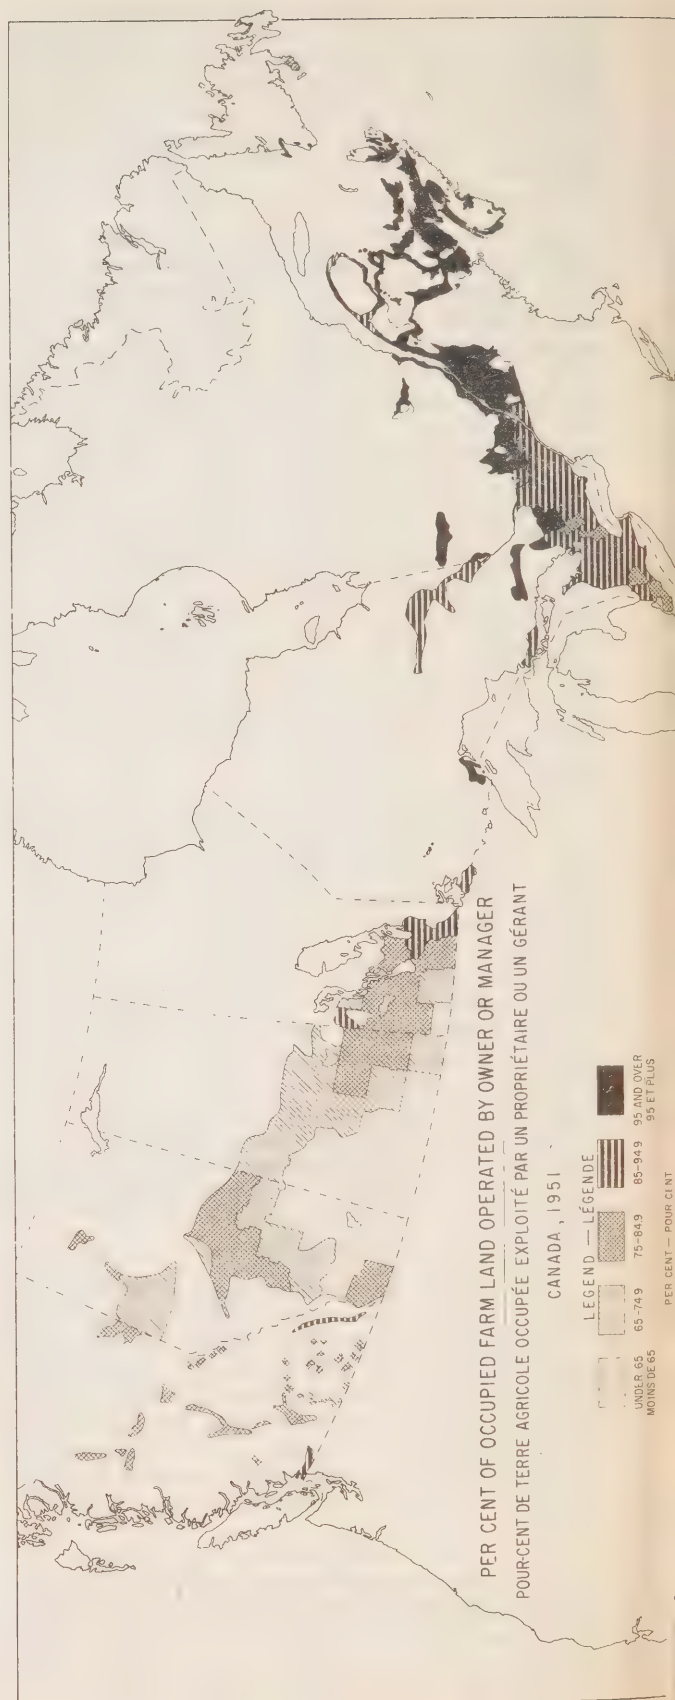 PER CENT OF OCCUPIED FARM LAND OPERATED BY OWNER OR MANAGER
POUR-CENT DE TERRE AGRICOLE OCCUPÉE EXPLOITÉ PAR UN PROPRIÉTAIRE OU UN GÉRANT
CANADA, 1951
LEGEND — LÉGENDE
UNDER 65
MOINS DE 65
65-74.9
75-84.9
85-94.9
95 AND OVER
95 ET PLUS
PER CENT — POUR CENT